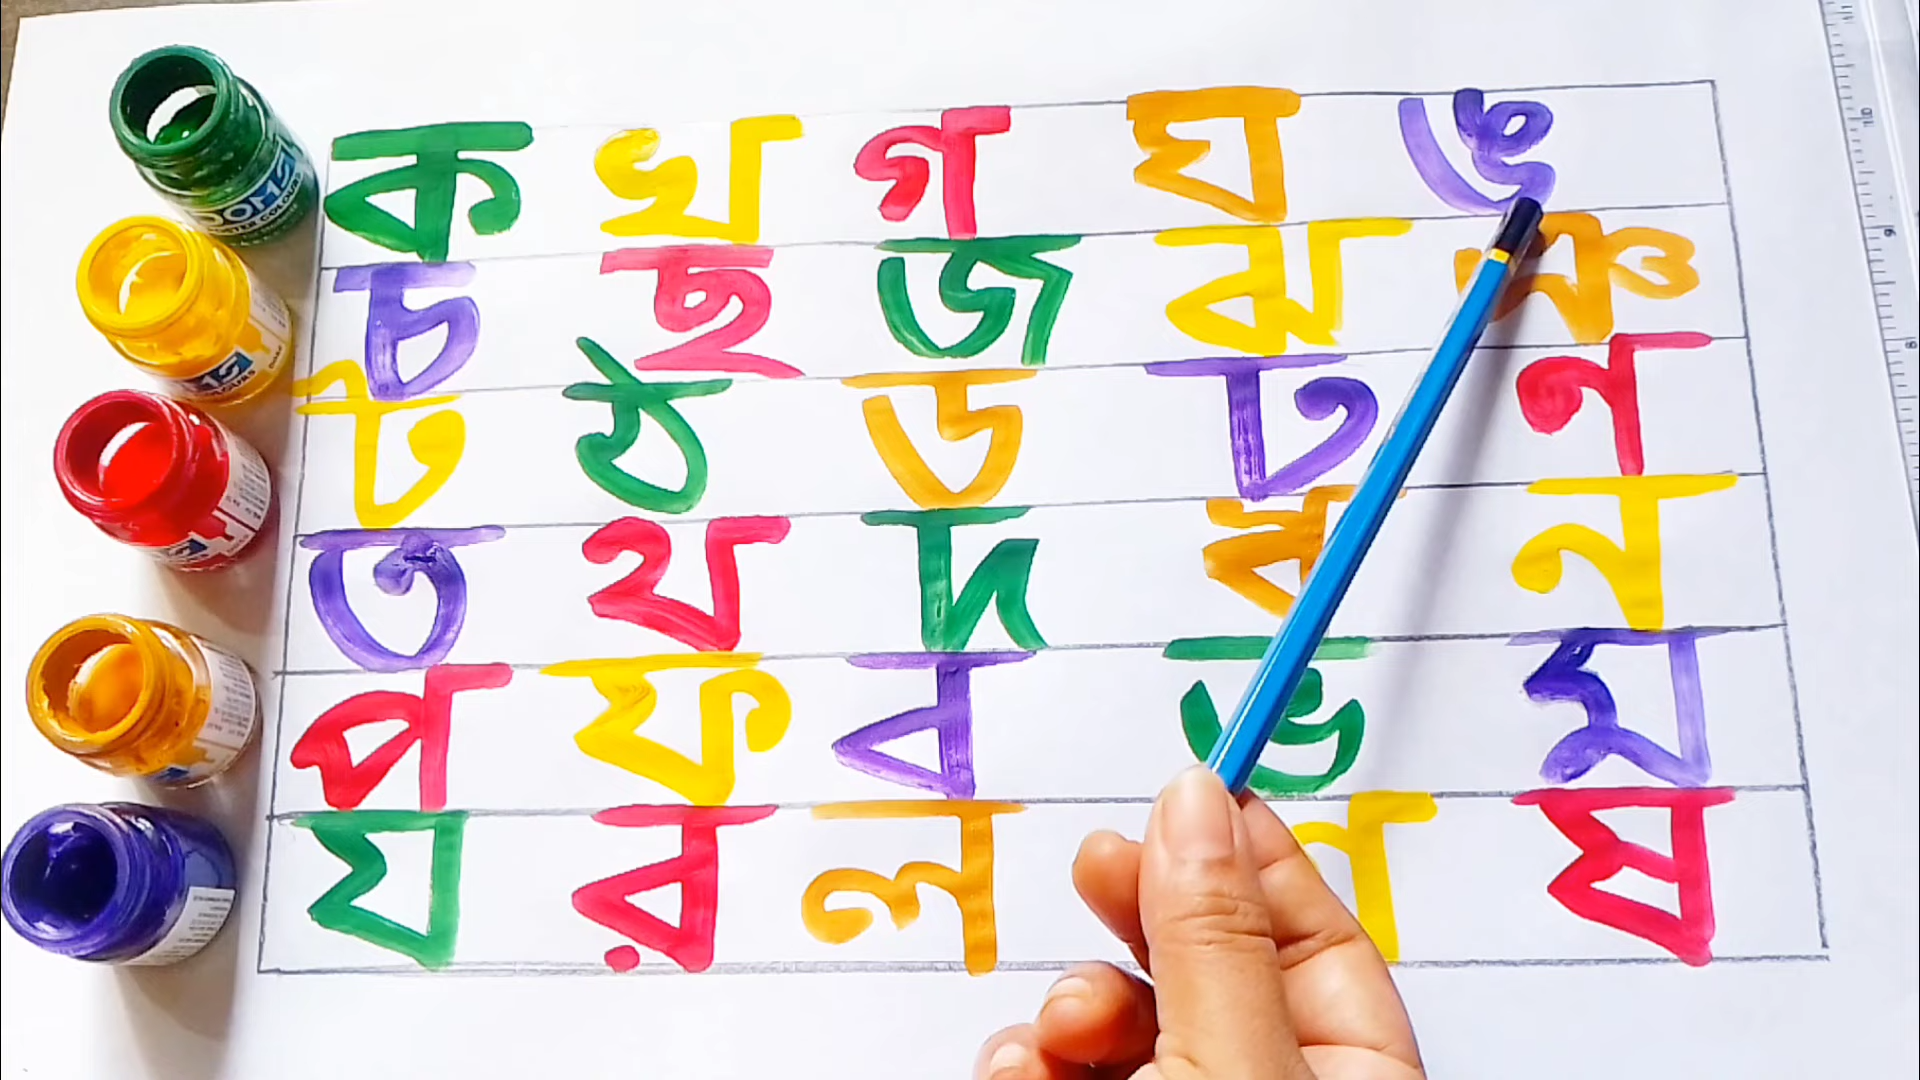 ক খ গ ঘ ঙ
চ ছ জ ঝ ঞ
ট ঠ ড ঢ ণ
ত থ দ ধ ন
প ফ ব ভ ম
য র ল ষ